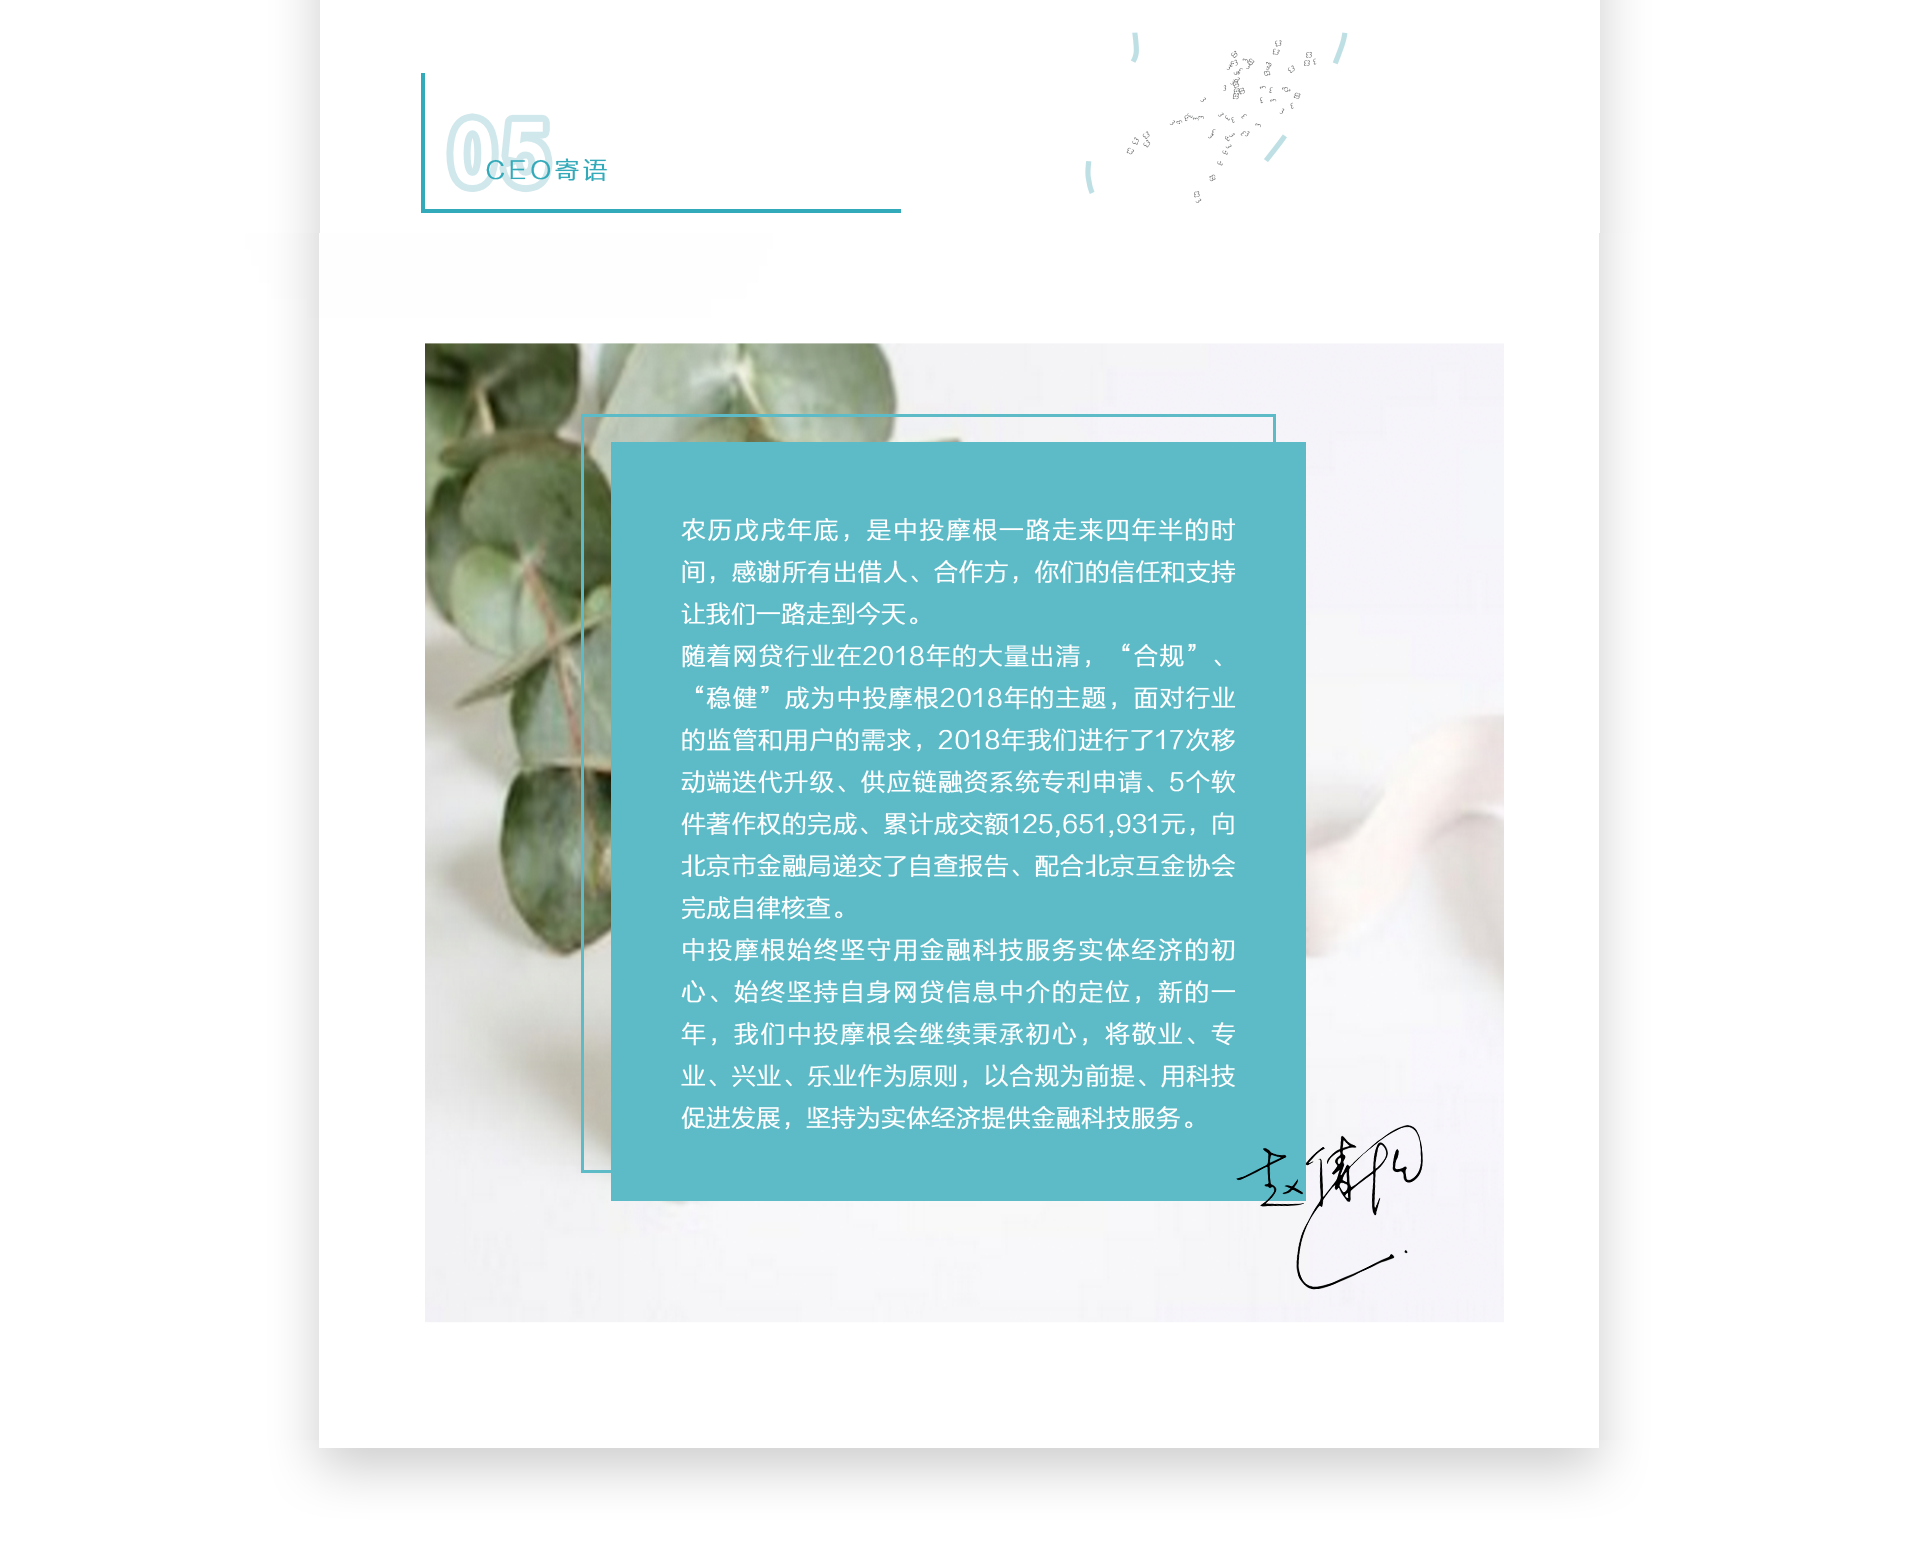 05
CEO寄语
农历戊戌年底，是中投摩根一路走来四年半的时
间，感谢所有出借人、合作方，你们的信任和支持
让我们一路走到今天。
随着网贷行业在2018年的大量出清，“合规”、
“稳健”成为中投摩根2018年的主题，面对行业
的监管和用户的需求，2018年我们进行了17次移
动端迭代升级、供应链融资系统专利申请、5个软
件著作权的完成、累计成交额125,651,931元，向
北京市金融局递交了自查报告、配合北京互金协会
完成自律核查。
中投摩根始终坚守用金融科技服务实体经济的初
心、始终坚持自身网贷信息中介的定位，新的一
年，我们中投摩根会继续秉承初心，将敬业、专
业、兴业、乐业作为原则，以合规为前提、用科技
促进发展，坚持为实体经济提供金融科技服务。